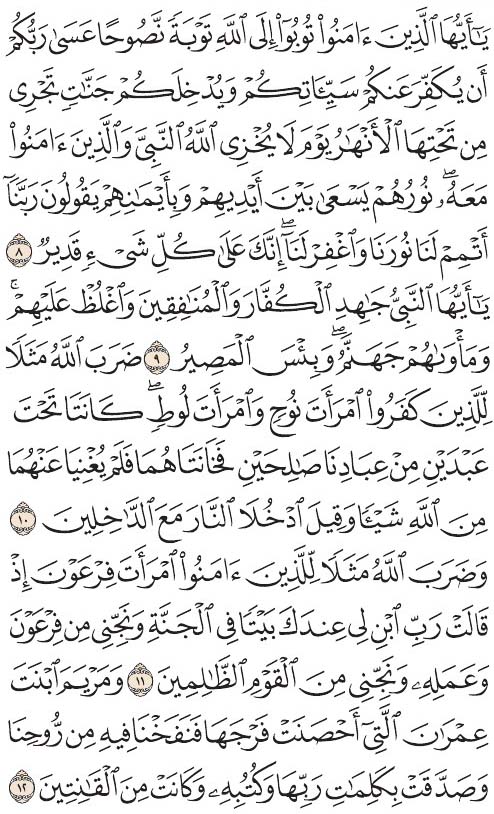 يَٰٓأَيُّهَا ٱلَّذِينَ ءَامَنُوا۟ تُوبُوٓا۟ إِلَى ٱللَّهِ تَوْبَةً نَّصُوحًا عَسَىٰ رَبُّكُمْ
أَن يُكَفِّرَ عَنكُمْ سَيِّـَٔاتِكُمْ وَيُدْخِلَكُمْ جَنَّٰتٍ تَجْرِى
مِن تَحْتِهَا ٱلْأَنْهَٰرُ يَوْمَ لَا يُخْزِى ٱللَّهُ ٱلنَّبِىَّ وَٱلَّذِينَ ءَامَنُوا۟
مَعَهُۥ ۖ نُورُهُمْ يَسْعَىٰ بَيْنَ أَيْدِيهِمْ وَبِأَيْمَٰنِهِمْ يَقُولُونَ رَبَّنَآ
أَتْمِمْ لَنَا نُورَنَا وَٱغْفِرْ لَنَآ ۖ إِنَّكَ عَلَىٰ كُلِّ شَىْءٍ قَدِيرٌ ٨
يَٰٓأَيُّهَا ٱلنَّبِىُّ جَٰهِدِ ٱلْكُفَّارَ وَٱلْمُنَٰفِقِينَ وَٱغْلُظْ عَلَيْهِمْ ۚ
وَمَأْوَىٰهُمْ جَهَنَّمُ ۖ وَبِئْسَ ٱلْمَصِيرُ ٩ ضَرَبَ ٱللَّهُ مَثَلًا
لِّلَّذِينَ كَفَرُوا۟ ٱمْرَأَتَ نُوحٍ وَٱمْرَأَتَ لُوطٍ ۖ كَانَتَا تَحْتَ
عَبْدَيْنِ مِنْ عِبَادِنَا صَٰلِحَيْنِ فَخَانَتَاهُمَا فَلَمْ يُغْنِيَا عَنْهُمَا
مِنَ ٱللَّهِ شَيْـًٔا وَقِيلَ ٱدْخُلَا ٱلنَّارَ مَعَ ٱلدَّٰخِلِينَ ١٠
وَضَرَبَ ٱللَّهُ مَثَلًا لِّلَّذِينَ ءَامَنُوا۟ ٱمْرَأَتَ فِرْعَوْنَ إِذْ
قَالَتْ رَبِّ ٱبْنِ لِى عِندَكَ بَيْتًا فِى ٱلْجَنَّةِ وَنَجِّنِى مِن فِرْعَوْنَ
وَعَمَلِهِۦ وَنَجِّنِى مِنَ ٱلْقَوْمِ ٱلظَّٰلِمِينَ ١١ وَمَرْيَمَ ٱبْنَتَ
عِمْرَٰنَ ٱلَّتِىٓ أَحْصَنَتْ فَرْجَهَا فَنَفَخْنَا فِيهِ مِن رُّوحِنَا
وَصَدَّقَتْ بِكَلِمَٰتِ رَبِّهَا وَكُتُبِهِۦ وَكَانَتْ مِنَ ٱلْقَٰنِتِينَ ١٢